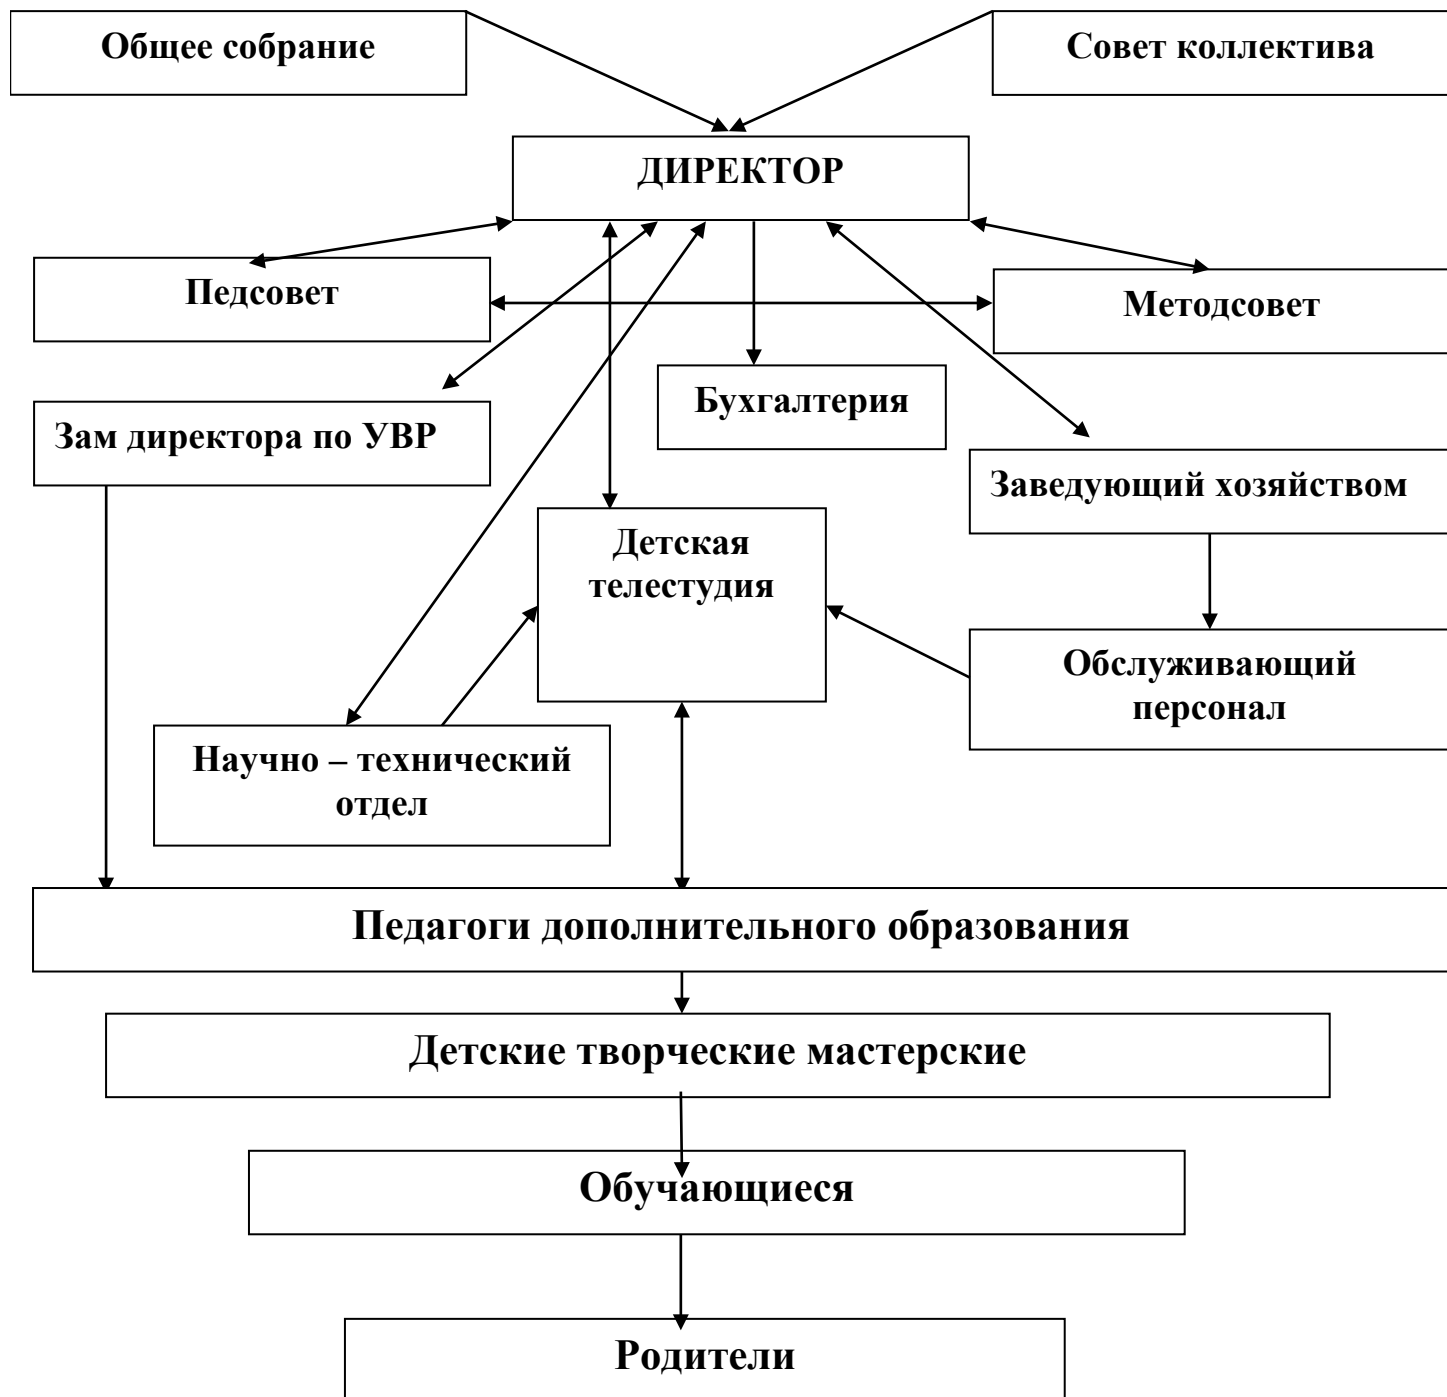 Общее собрание
Совет коллектива
ДИРЕКТОР
Педсовет
Методсовет
Бухгалтерия
Зам директора по УВР
Заведующий хозяйством
Детская
телестудия
Обслуживающий
персонал
Научно – технический
отдел
Педагоги дополнительного образования
Детские творческие мастерские
Обучающиеся
Родители